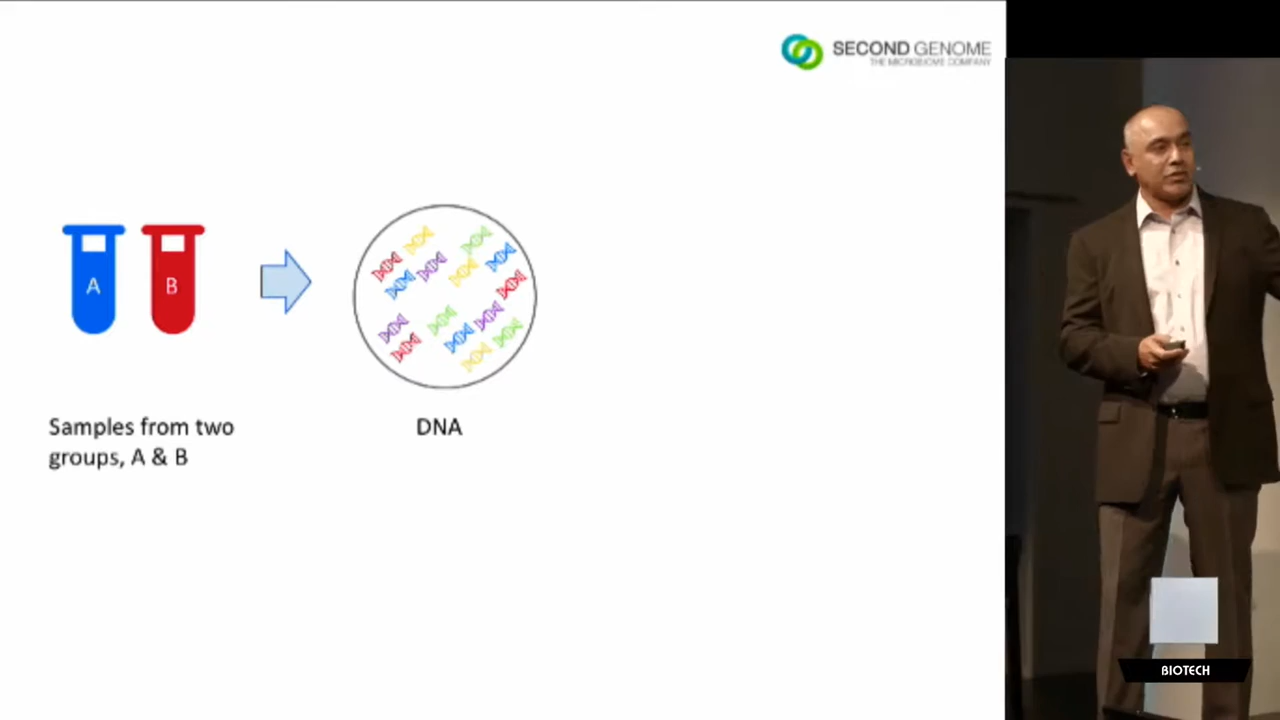 SECOND GENOME
THE MICROBIOME COMPANY
A
B
Samples from two
groups, A & B
DNA
BIOTECH